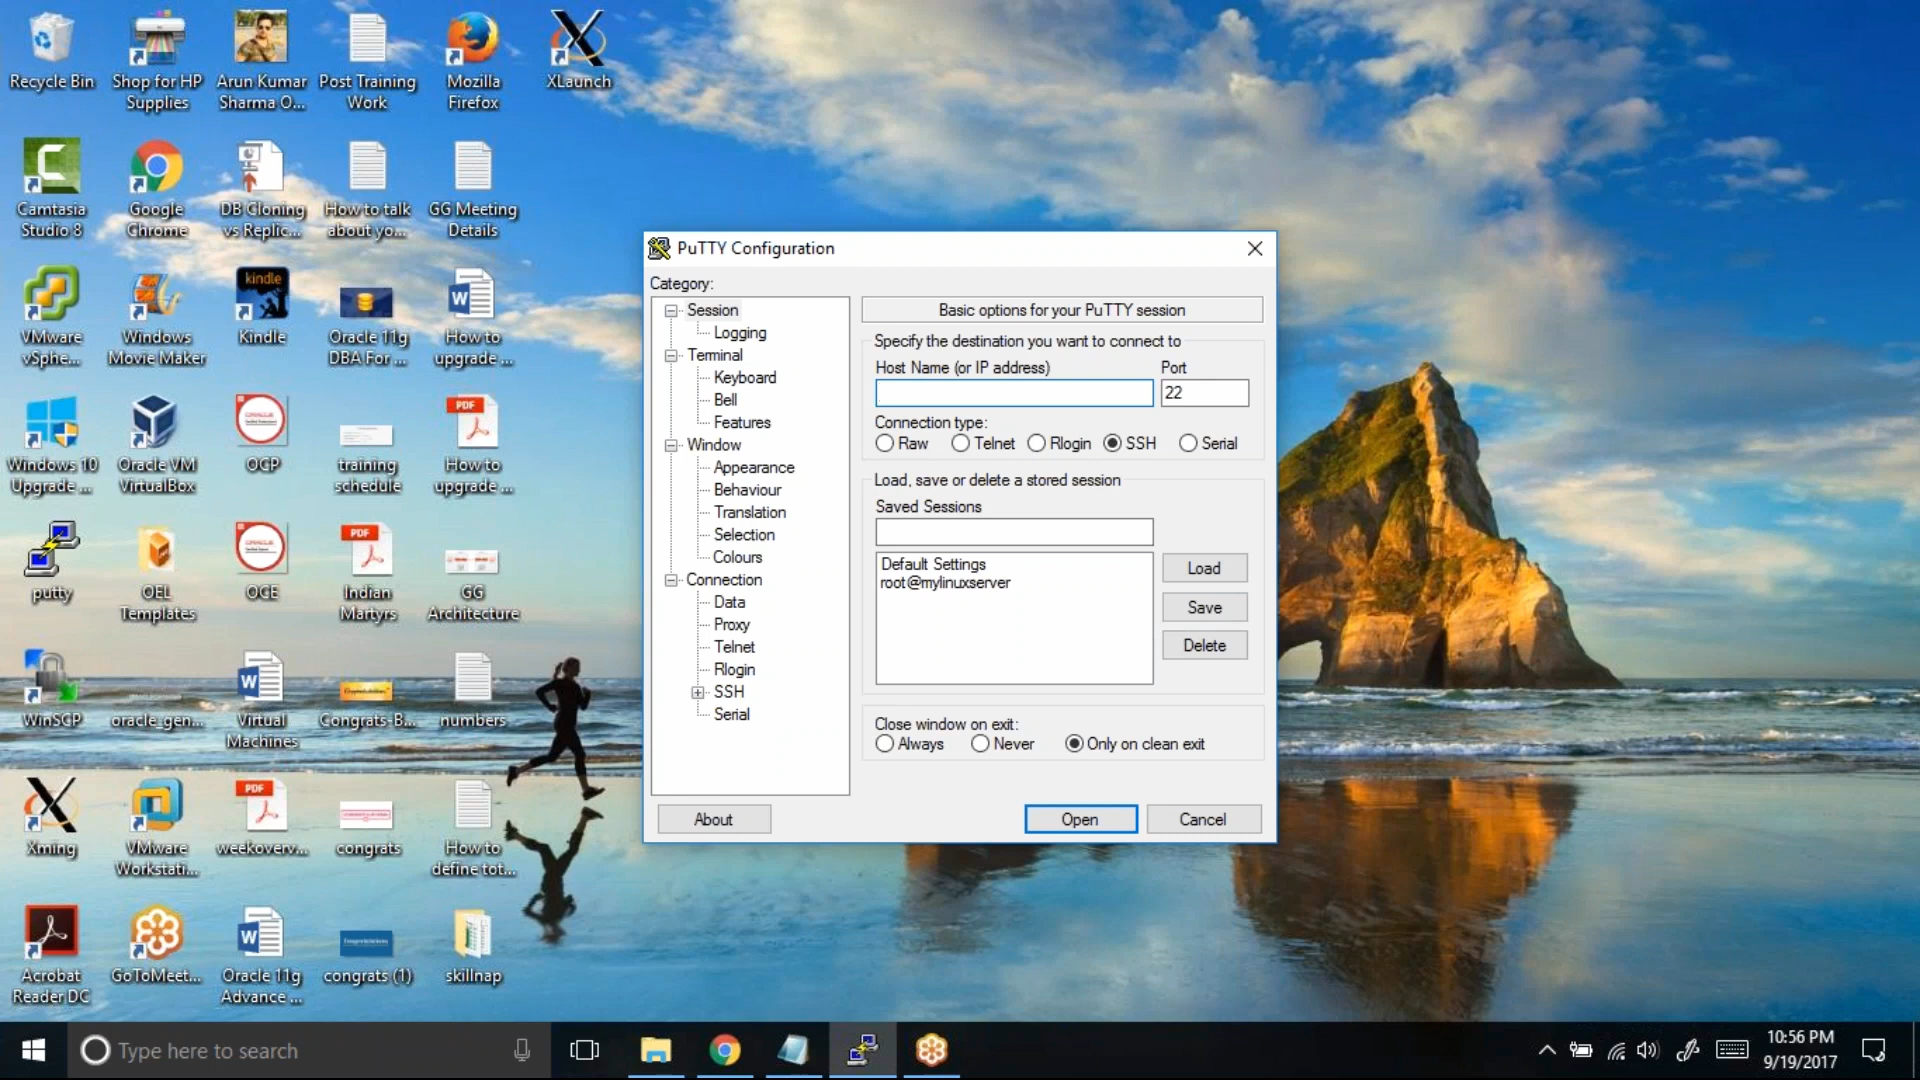 Recycle Bin
Shop for HP
Supplies
Arun Kumar
Sharma O...
Post Training
Work
Mozilla
Firefox
XLaunch
Camtasia
Studio 8
Google
Chrome
DB Cloning
vs Replic...
How to talk
about yo...
GG Meeting
Details
VMware
vSphe...
Windows
Movie Maker
kindle
Kindle
Oracle 11g
DBA For ...
How to
upgrade ...
Windows 10
Upgrade ...
Oracle VM
VirtualBox
ORACLE
OCP
training
schedule
PDF
How to
upgrade ...
putty
OEL
Templates
ORACLE
OCE
PDF
Indian
Martyrs
GG
Architecture
WinSCP
oracle_gen...
Virtual
Machines
Congrats-B...
numbers
Xming
VMware
Workstati...
PDF
weekoverv...
congrats
How to
define tot...
Acrobat
Reader DC
GoToMeet...
Oracle 11g
Advance ...
congrats (1)
skillnap
PuTTY Configuration
Category:
Session
Logging
Terminal
Keyboard
Bell
Features
Window
Appearance
Behaviour
Translation
Selection
Colours
Connection
Data
Proxy
Telnet
Rlogin
SSH
Serial
Basic options for your PuTTY session
Specify the destination you want to connect to
Host Name (or IP address) Port
22
Connection type:
Raw Telnet Rlogin SSH Serial
Load, save or delete a stored session
Saved Sessions
Default Settings
root@mylinuxserver
Load
Save
Delete
Close window on exit:
Always Never Only on clean exit
About Open Cancel
Type here to search
10:56 PM
9/19/2017